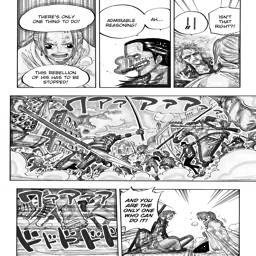 THERE'S ONLY
ONE THING TO DO!
THIS REBELLION
OF HIS HAS TO BE
STOPPED!
ADMIRABLE
REASONING!
AH...
ISN'T
THAT
RIGHT?!
AND YOU
ARE THE
ONLY ONE
WHO CAN
DO IT!